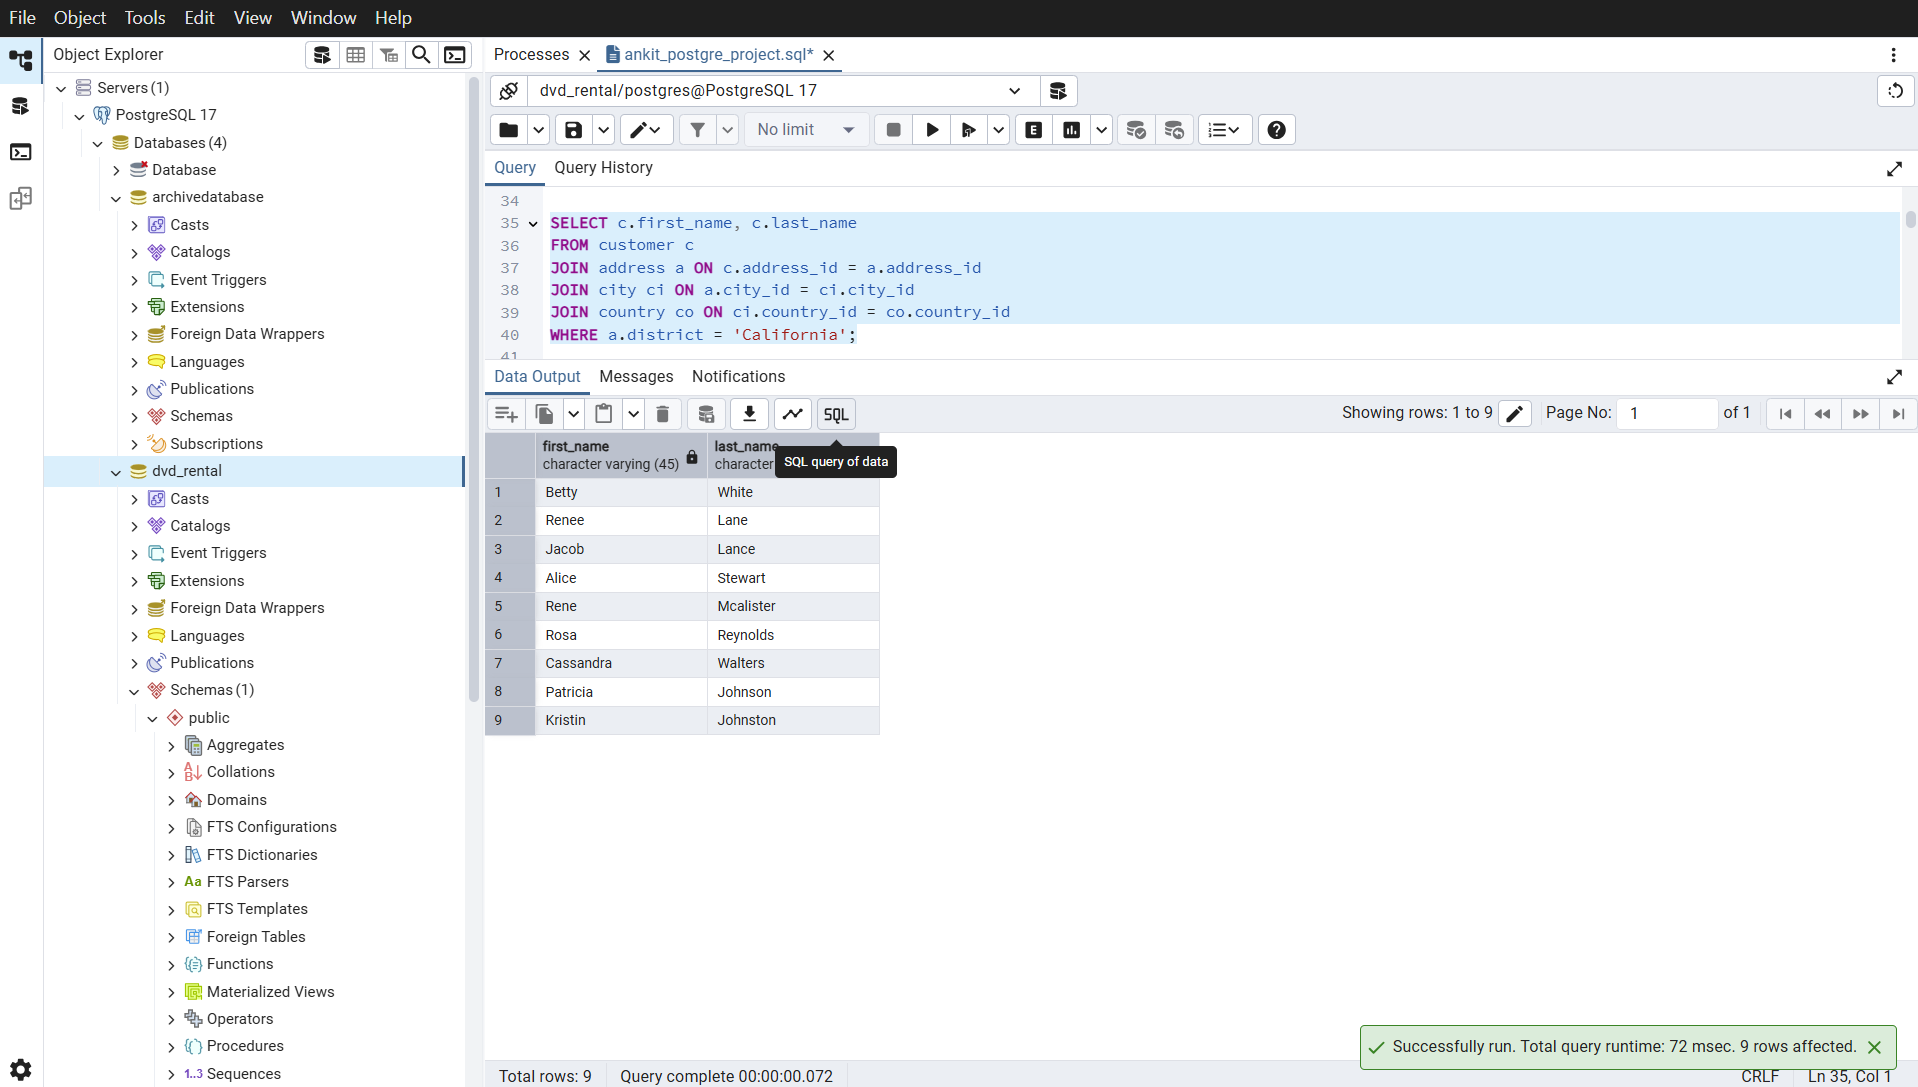 File Object Tools Edit View Window Help
Object Explorer
Servers (1)
PostgreSQL 17
Databases (4)
Database
archivedatabase
Casts
Catalogs
Event Triggers
Extensions
Foreign Data Wrappers
Languages
Publications
Schemas
Subscriptions
dvd_rental
Casts
Catalogs
Event Triggers
Extensions
Foreign Data Wrappers
Languages
Publications
Schemas (1)
public
Aggregates
Collations
Domains
FTS Configurations
FTS Dictionaries
Aa FTS Parsers
FTS Templates
Foreign Tables
Functions
Materialized Views
Operators
Procedures
1..3 Sequences
Processes ankit_postgre_project.sql*
dvd_rental/postgres@PostgreSQL 17
No limit E
Query Query History
34
35 SELECT c.first_name, c.last_name
36 FROM customer c
37 JOIN address a ON c.address_id = a.address_id
38 JOIN city ci ON a.city_id = ci.city_id
39 JOIN country co ON ci.country_id = co.country_id
40 WHERE a.district = 'California';
41
Data Output Messages Notifications
SQL Showing rows: 1 to 9 Page No: 1 of 1
first_name last_name
character varying (45) character
SQL query of data
1 Betty White
2 Renee Lane
3 Jacob Lance
4 Alice Stewart
5 Rene Mcalister
6 Rosa Reynolds
7 Cassandra Walters
8 Patricia Johnson
9 Kristin Johnston
Successfully run. Total query runtime: 72 msec. 9 rows affected.
Total rows: 9 Query complete 00:00:00.072 CRLF Ln 35, Col 1